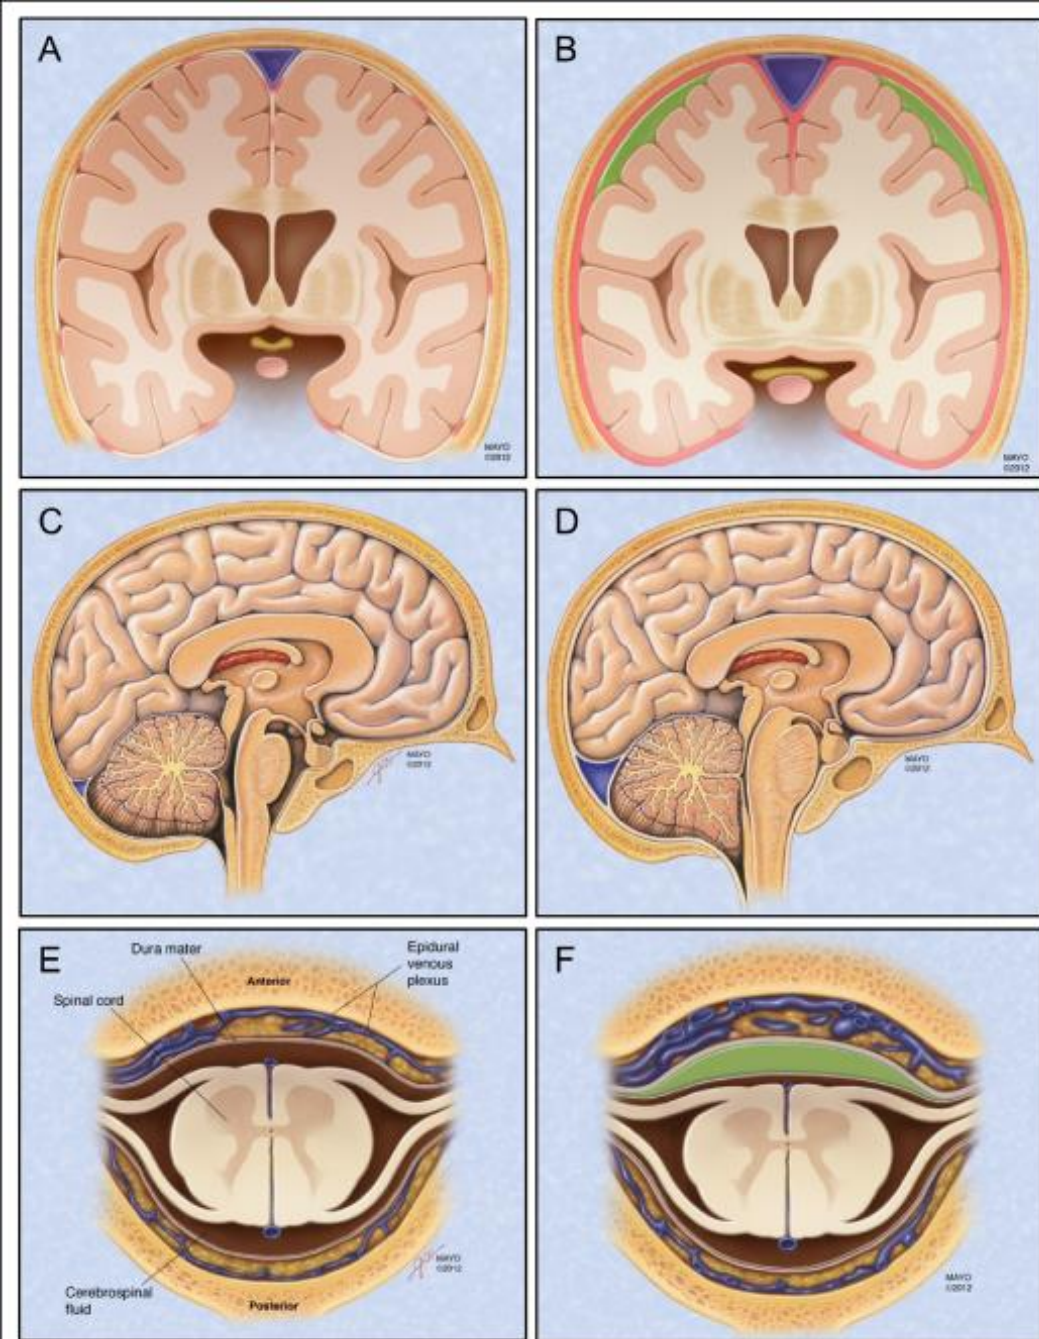 A
B
MAYO
©2012
MAYO
©2012
C
D
MAYO
©2012
MAYO
©2012
E
Dura mater
Epidural
venous
plexus
Anterior
Spinal cord
F
MAYO
©2012
Cerebrospinal
fluid
Posterior
MAYO
©2012